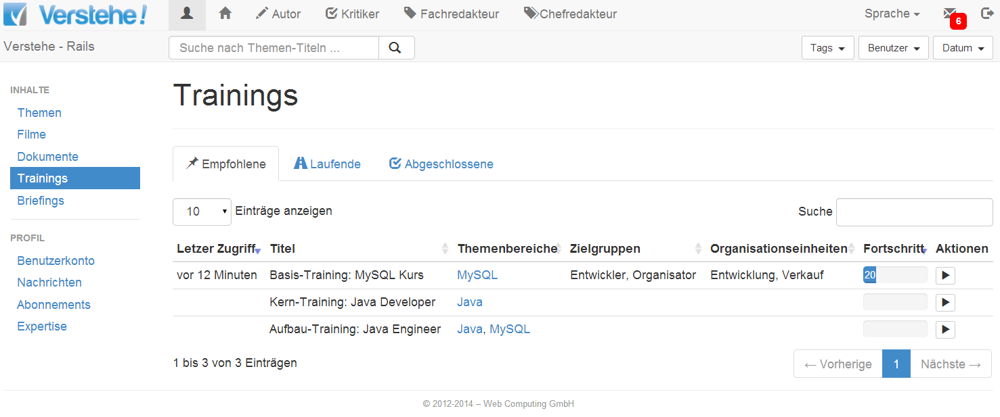 Verstehe! Autor Kritiker Fachredakteur Chefredakteur Sprache 6
Verstehe - Rails Suche nach Themen-Titeln ... Tags Benutzer Datum
INHALTE
Themen
Filme
Dokumente
Trainings
Briefings
PROFIL
Benutzerkonto
Nachrichten
Abonnements
Expertise
Trainings
Empfohlene Laufende Abgeschlossene
10 Einträge anzeigen Suche
Letzer Zugriff Titel Themenbereiche Zielgruppen Organisationseinheiten Fortschritt Aktionen
vor 12 Minuten Basis-Training: MySQL Kurs MySQL Entwickler, Organisator Entwicklung, Verkauf 20
Kern-Training: Java Developer Java
Aufbau-Training: Java Engineer Java, MySQL
1 bis 3 von 3 Einträgen ← Vorherige 1 Nächste →
© 2012-2014 – Web Computing GmbH